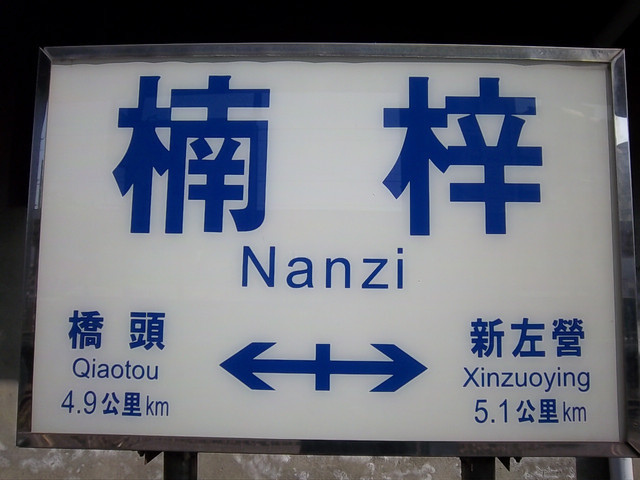 楠 梓
Nanzi
橋 頭
Qiaotou
4.9公里km
新左營
Xinzuoying
5.1公里km